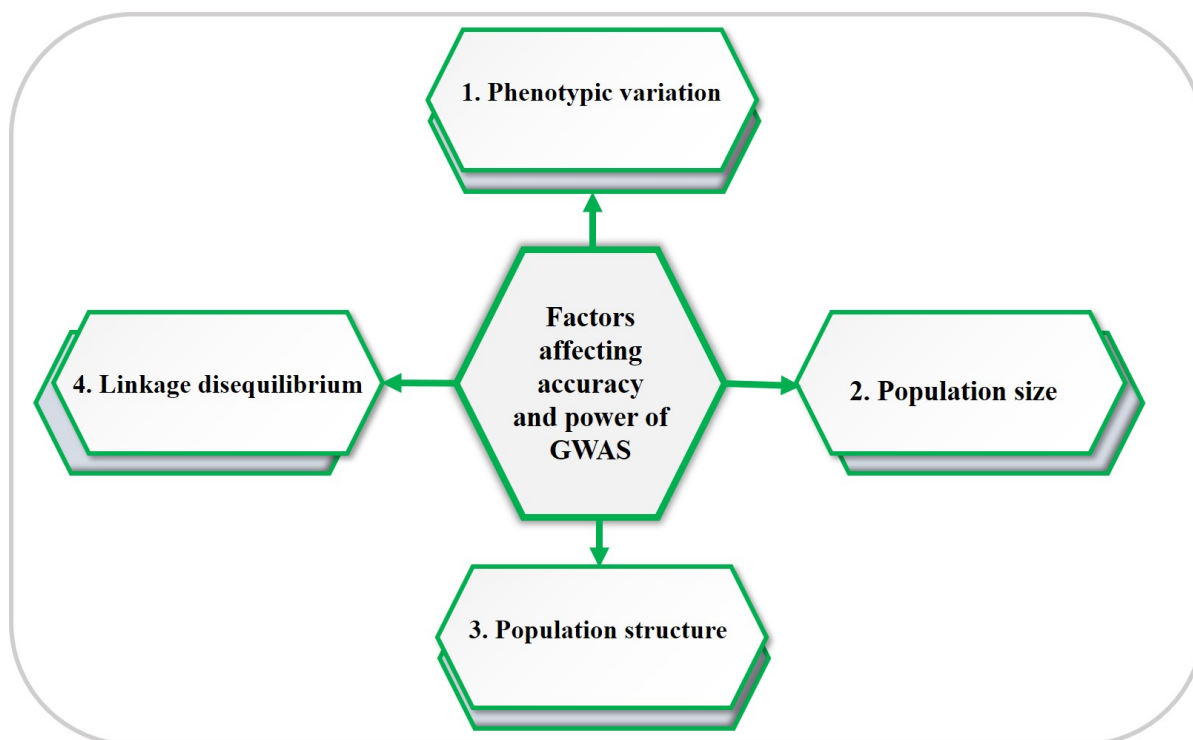 1. Phenotypic variation
Factors
affecting
accuracy
and power of
GWAS
4. Linkage disequilibrium
2. Population size
3. Population structure